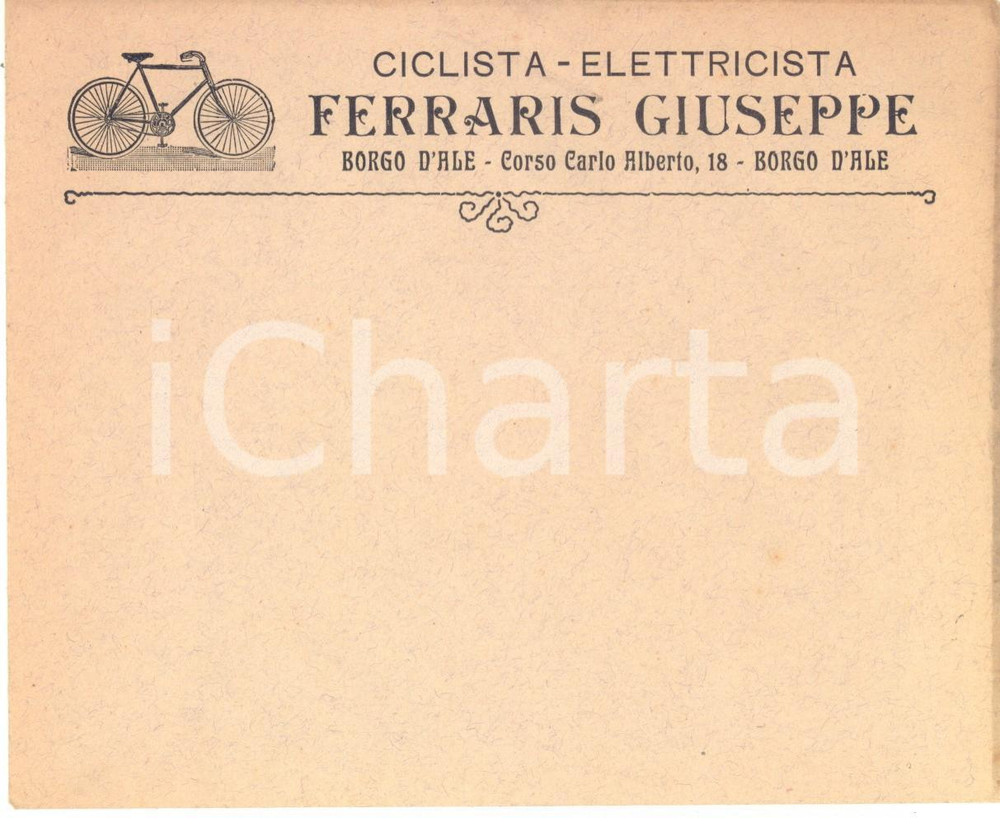 CICLISTA - ELETTRICISTA
FERRARIS GIUSEPPE
BORGO D'ALE - Corso Carlo Alberto, 18 - BORGO D'ALE
iCharta